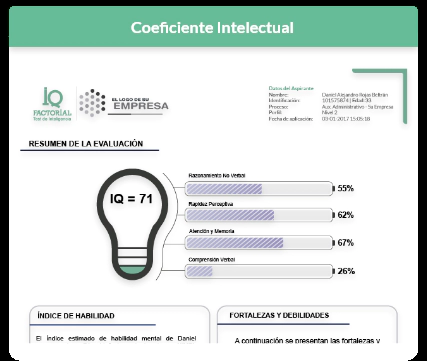 Coeficiente Intelectual
IQ
FACTORIAL
Test de Inteligencia
EL LOGO DE SU
EMPRESA
Datos del Aspirante
Nombre: Daniel Alejandro Rojas Beltrán
Identificación:
Proceso: Aux. Administrativo - Su Empresa
Perfil: Nivel 2
Fecha de aplicación: 03-01-2017 15:05:18
RESUMEN DE LA EVALUACIÓN
IQ = 71
Razonamiento No Verbal
55%
Rapidez Perceptiva
62%
Atención y Memoria
67%
Comprensión Verbal
26%
ÍNDICE DE HABILIDAD
El índice estimado de habilidad mental de Daniel
FORTALEZAS Y DEBILIDADES
A continuación se presentan las fortalezas y